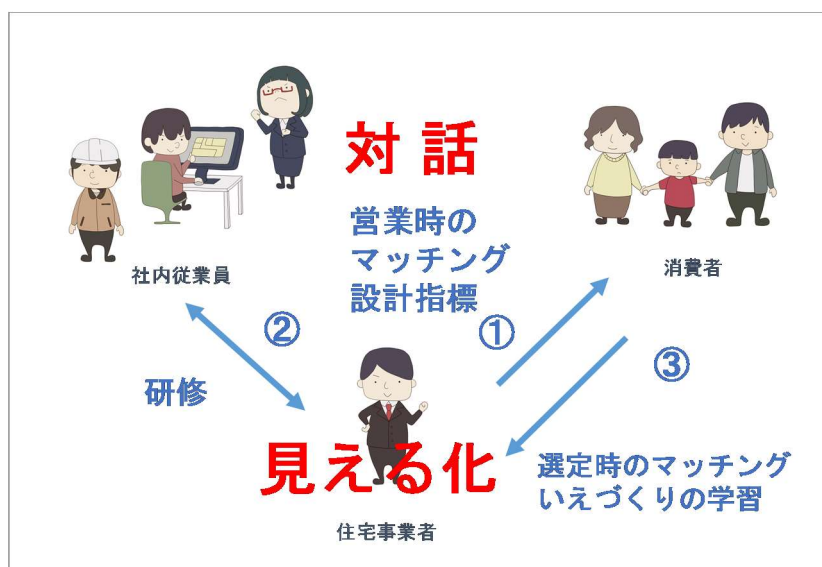 対 話
営業時の
マッチング
設計指標
社内従業員
消費者
②
①
③
研修
見える化
選定時のマッチング
いえづくりの学習
住宅事業者